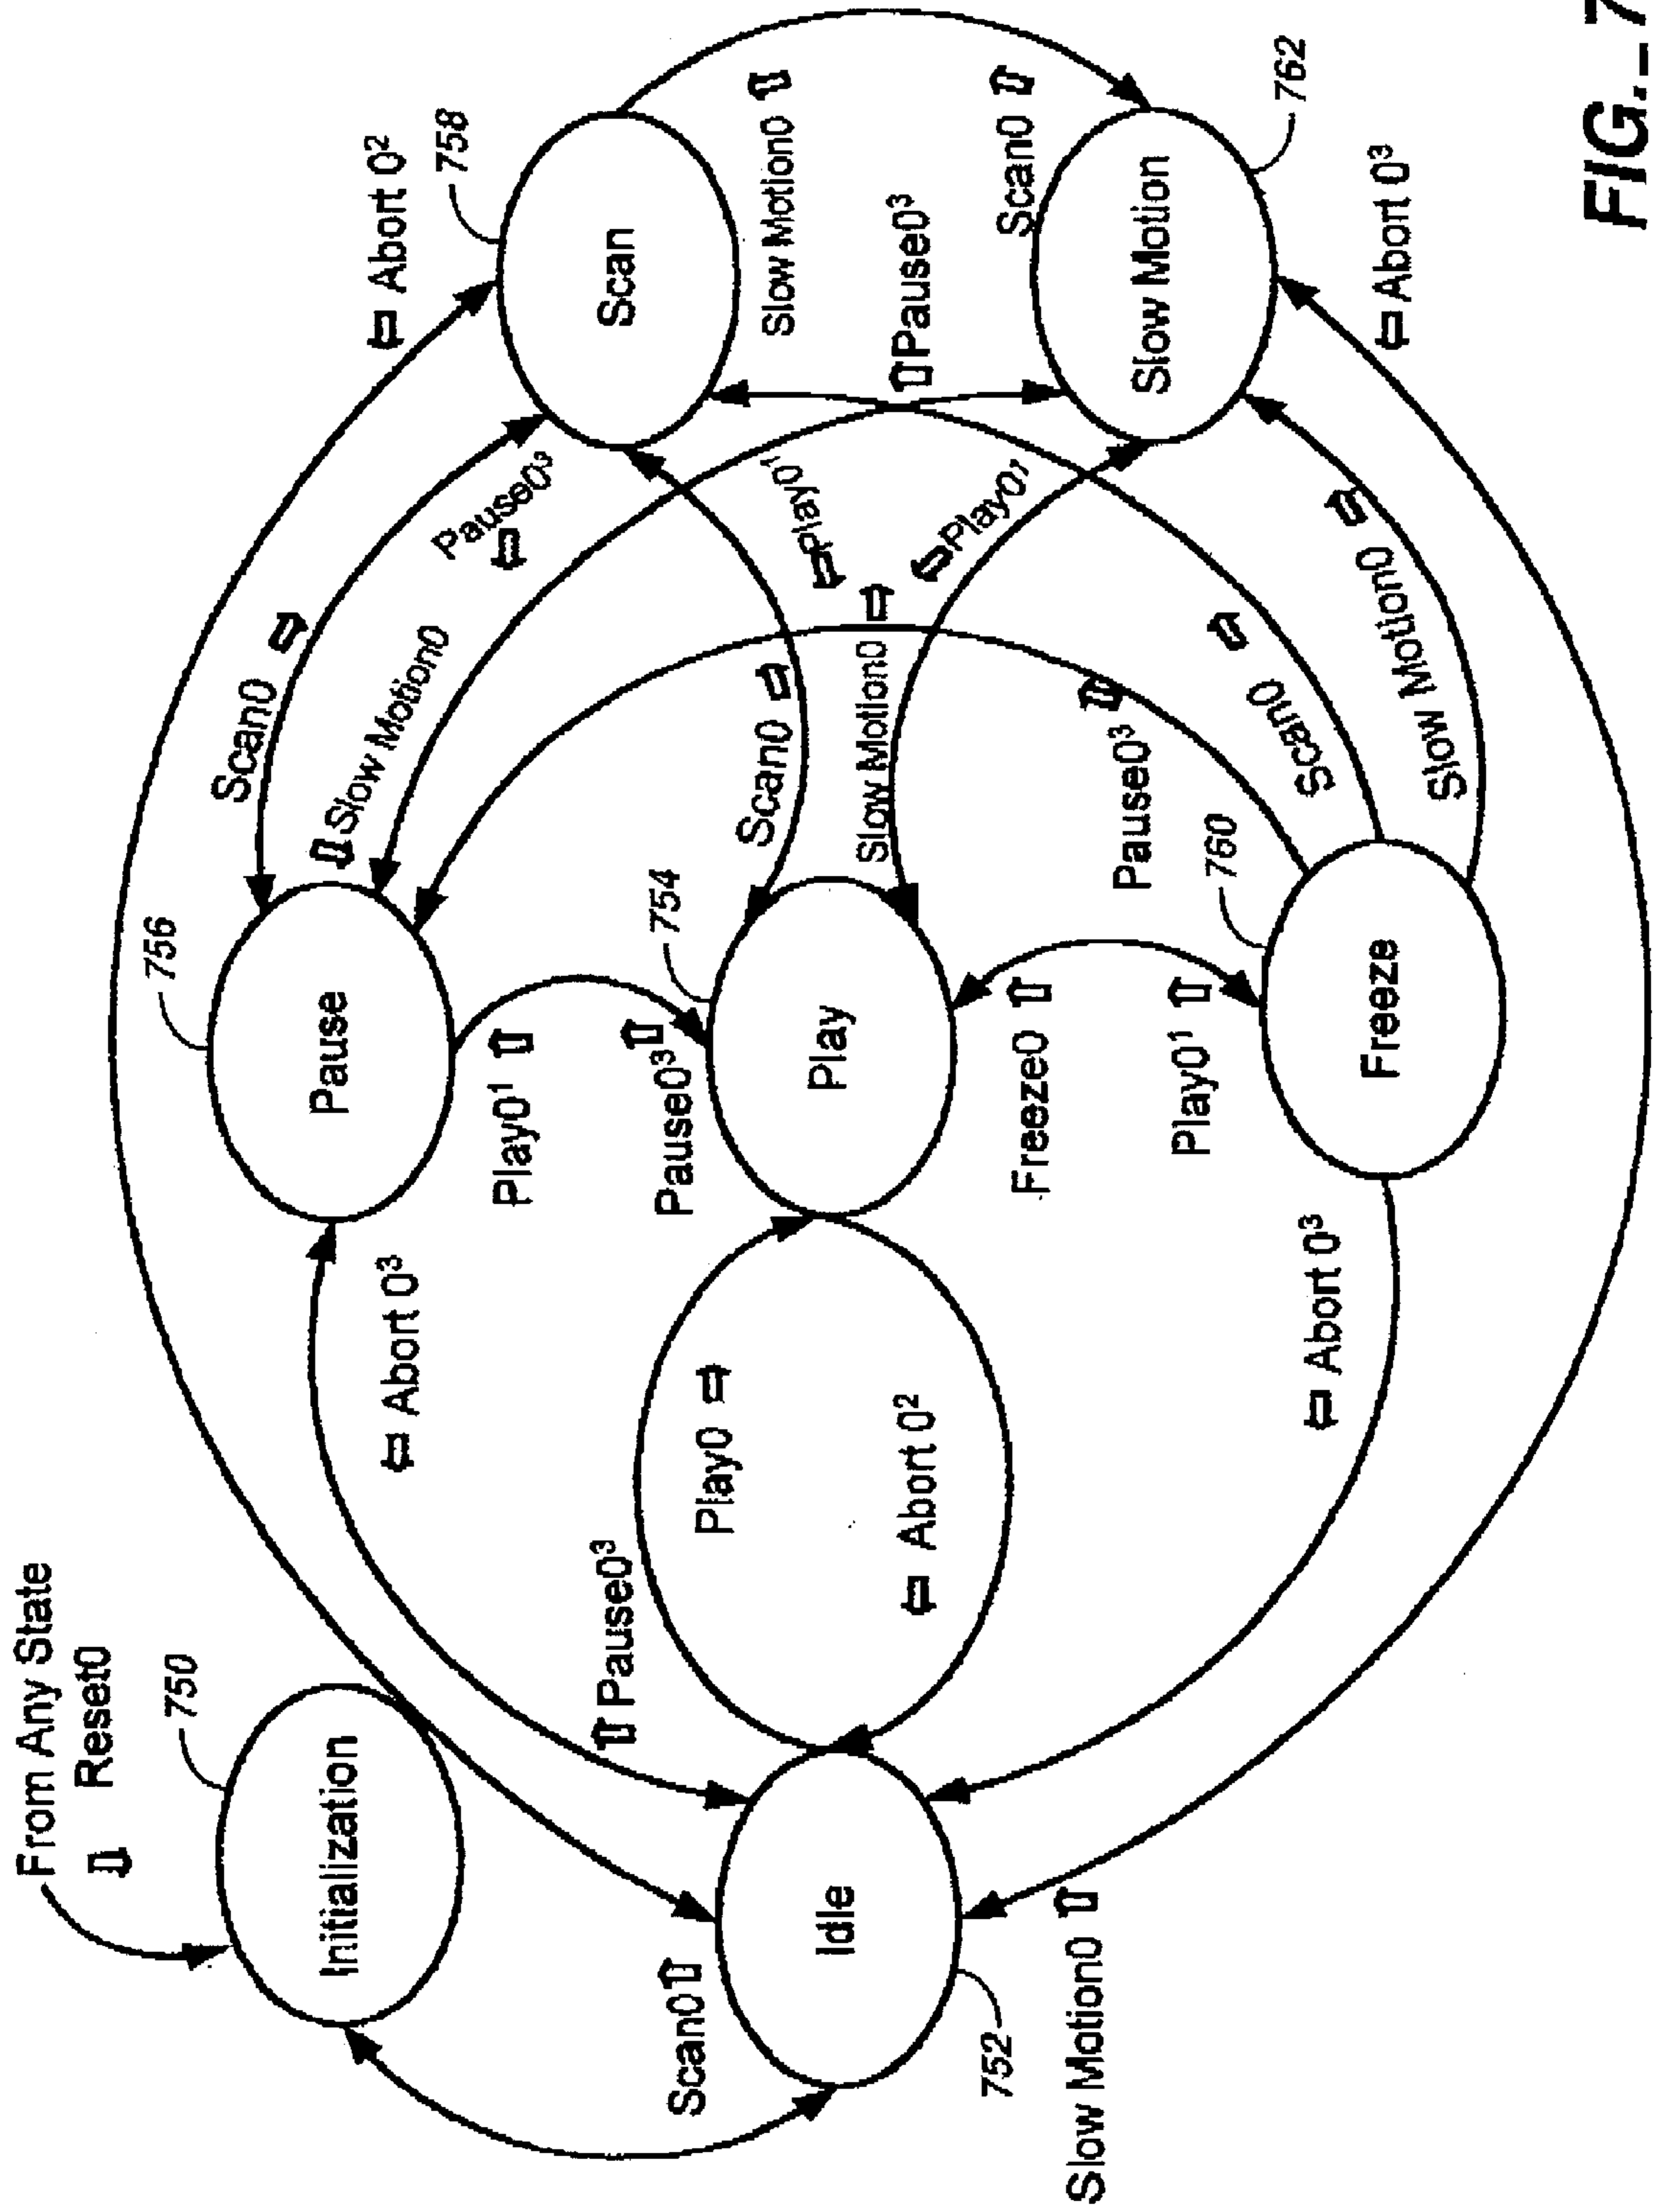 From Any State
Reset0
750
Initialization
Scan0
Idle
752
Slow Motion0
Pause0³
Play0
Abort 0²
Abort 0³
Abort 0³
756
Pause
Play0¹
Pause0³
754
Play
Freeze0
Play0¹
760
Freeze
Scan0
Slow Motion0
Scan0
Slow Motion0
Pause0³
Scan0
Slow Motion0
Pause0³
Play0¹
Play0¹
Abort 0²
758
Scan
Slow Motion0
Pause0³
Scan0
Slow Motion
762
Abort 0³
FIG._7